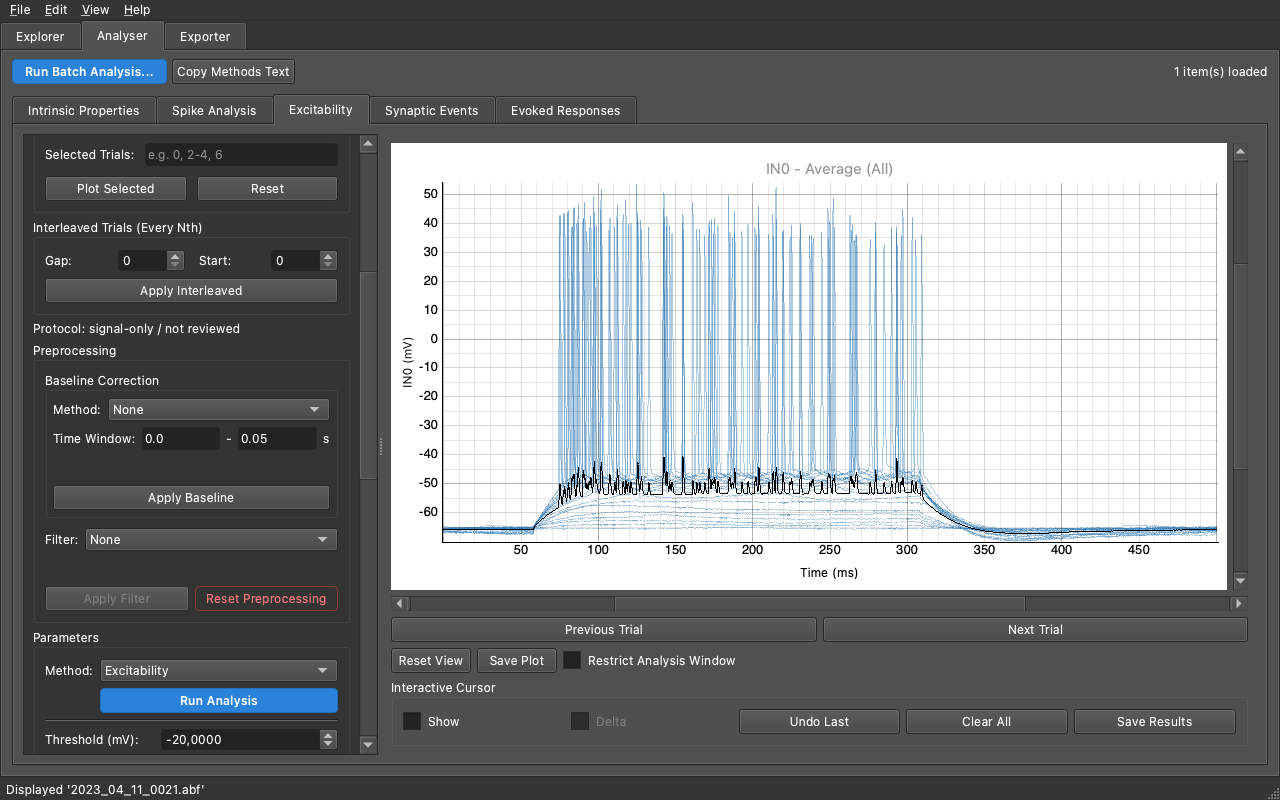 File Edit View Help
Explorer Analyser Exporter
Run Batch Analysis... Copy Methods Text 1 item(s) loaded
Intrinsic Properties Spike Analysis Excitability Synaptic Events Evoked Responses
Selected Trials: e.g. 0, 2-4, 6
Plot Selected Reset
Interleaved Trials (Every Nth)
Gap: 0 Start: 0
Apply Interleaved
Protocol: signal-only / not reviewed
Preprocessing
Baseline Correction
Method: None
Time Window: 0.0 - 0.05 s
Apply Baseline
Filter: None
Apply Filter Reset Preprocessing
Parameters
Method: Excitability
Run Analysis
Threshold (mV): -20,0000
IN0 - Average (All)
IN0 (mV)
50
40
30
20
10
0
-10
-20
-30
-40
-50
-60
50 100 150 200 250 300 350 400 450
Time (ms)
Previous Trial Next Trial
Reset View Save Plot Restrict Analysis Window
Interactive Cursor
Show Delta Undo Last Clear All Save Results
Displayed '2023_04_11_0021.abf'